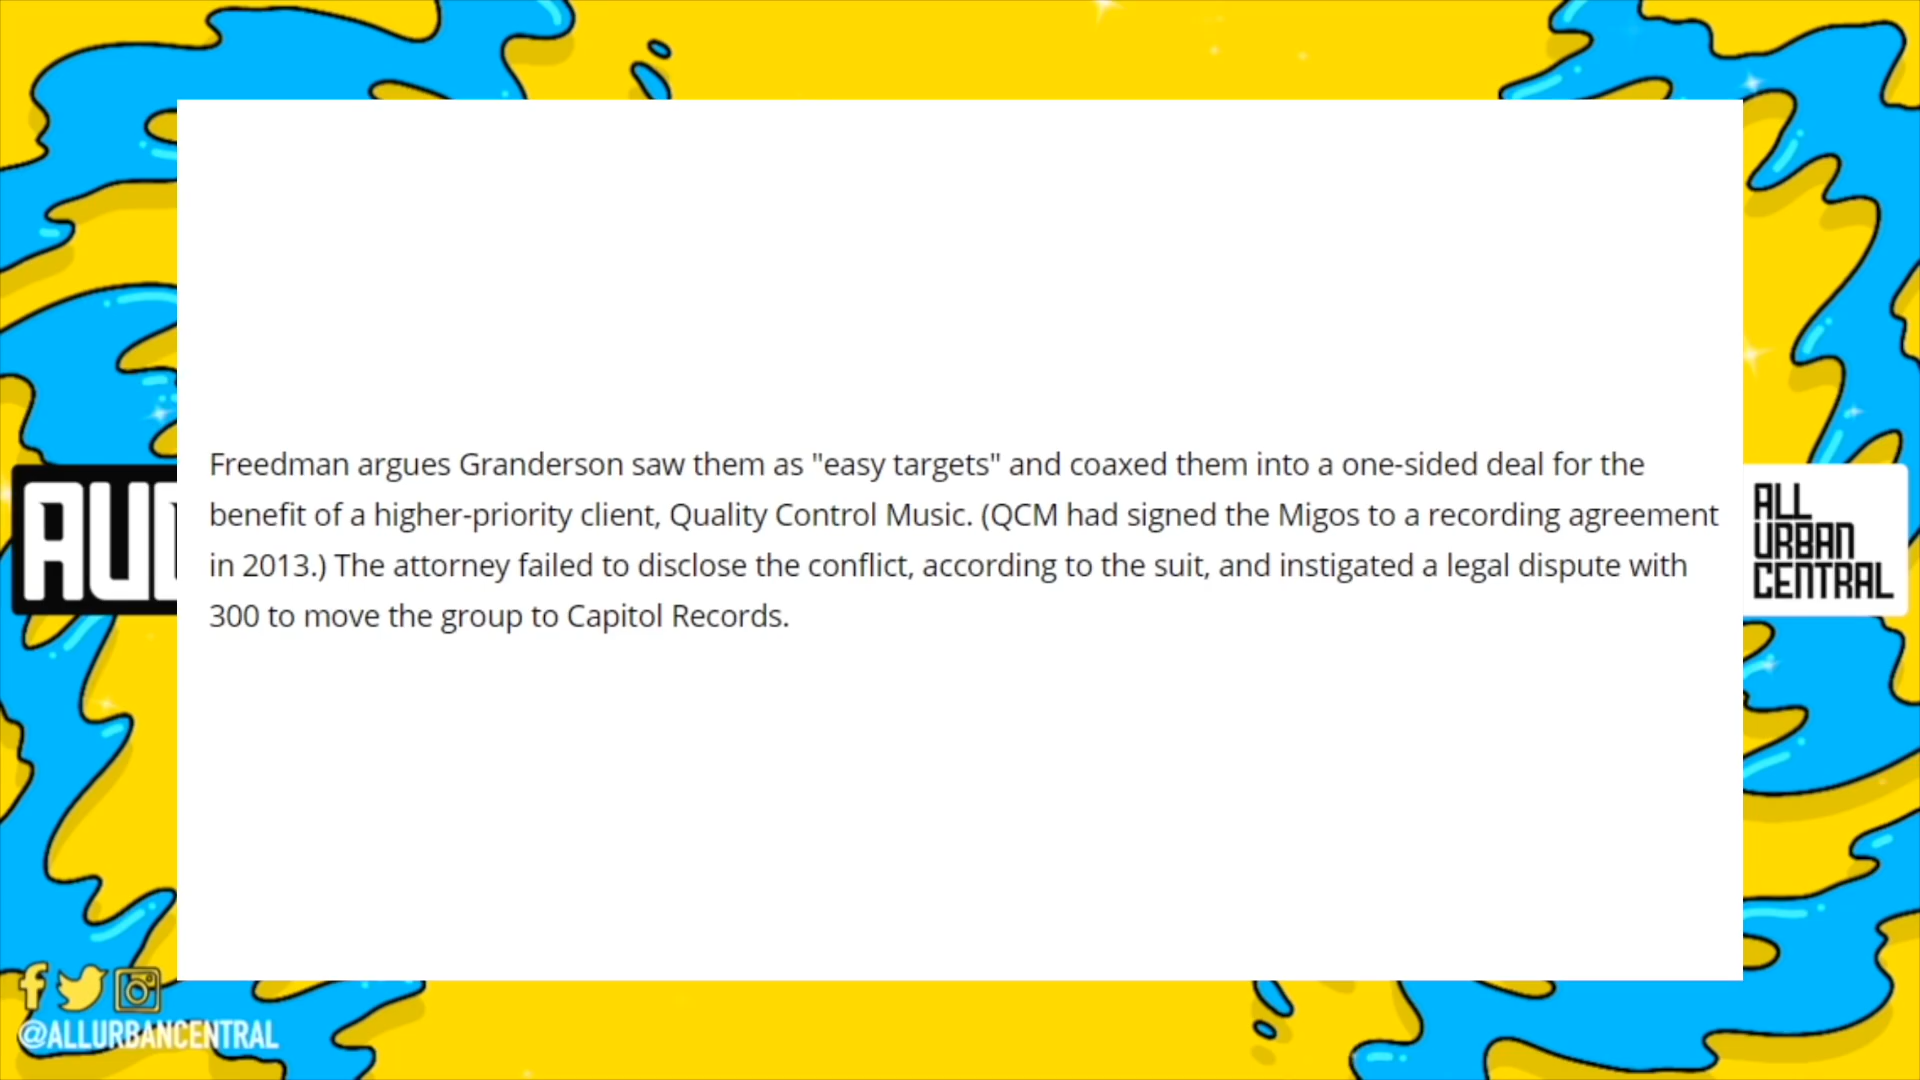 Freedman argues Granderson saw them as "easy targets" and coaxed them into a one-sided deal for the
benefit of a higher-priority client, Quality Control Music. (QCM had signed the Migos to a recording agreement
in 2013.) The attorney failed to disclose the conflict, according to the suit, and instigated a legal dispute with
300 to move the group to Capitol Records.
ALL
URBAN
CENTRAL
@ALLURBANCENTRAL